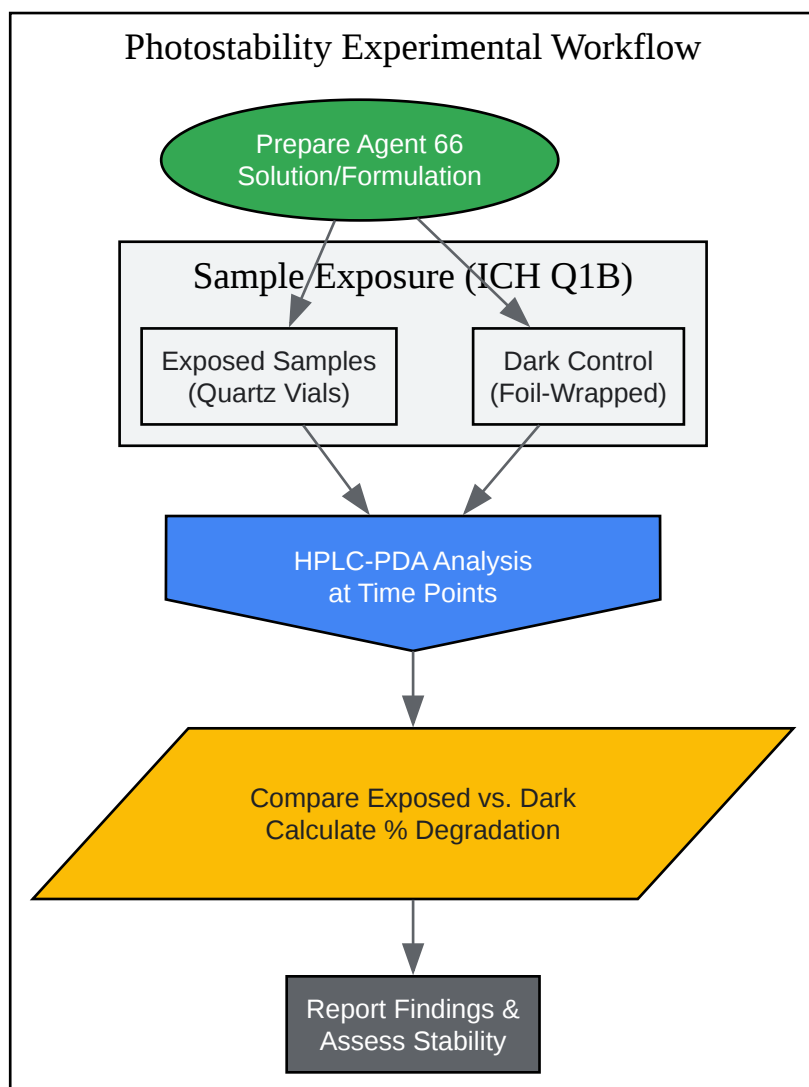 Photostability Experimental Workflow
Prepare Agent 66
Solution/Formulation
Sample Exposure (ICH Q1B)
Exposed Samples
(Quartz Vials)
Dark Control
(Foil-Wrapped)
HPLC-PDA Analysis
at Time Points
Compare Exposed vs. Dark
Calculate % Degradation
Report Findings &
Assess Stability